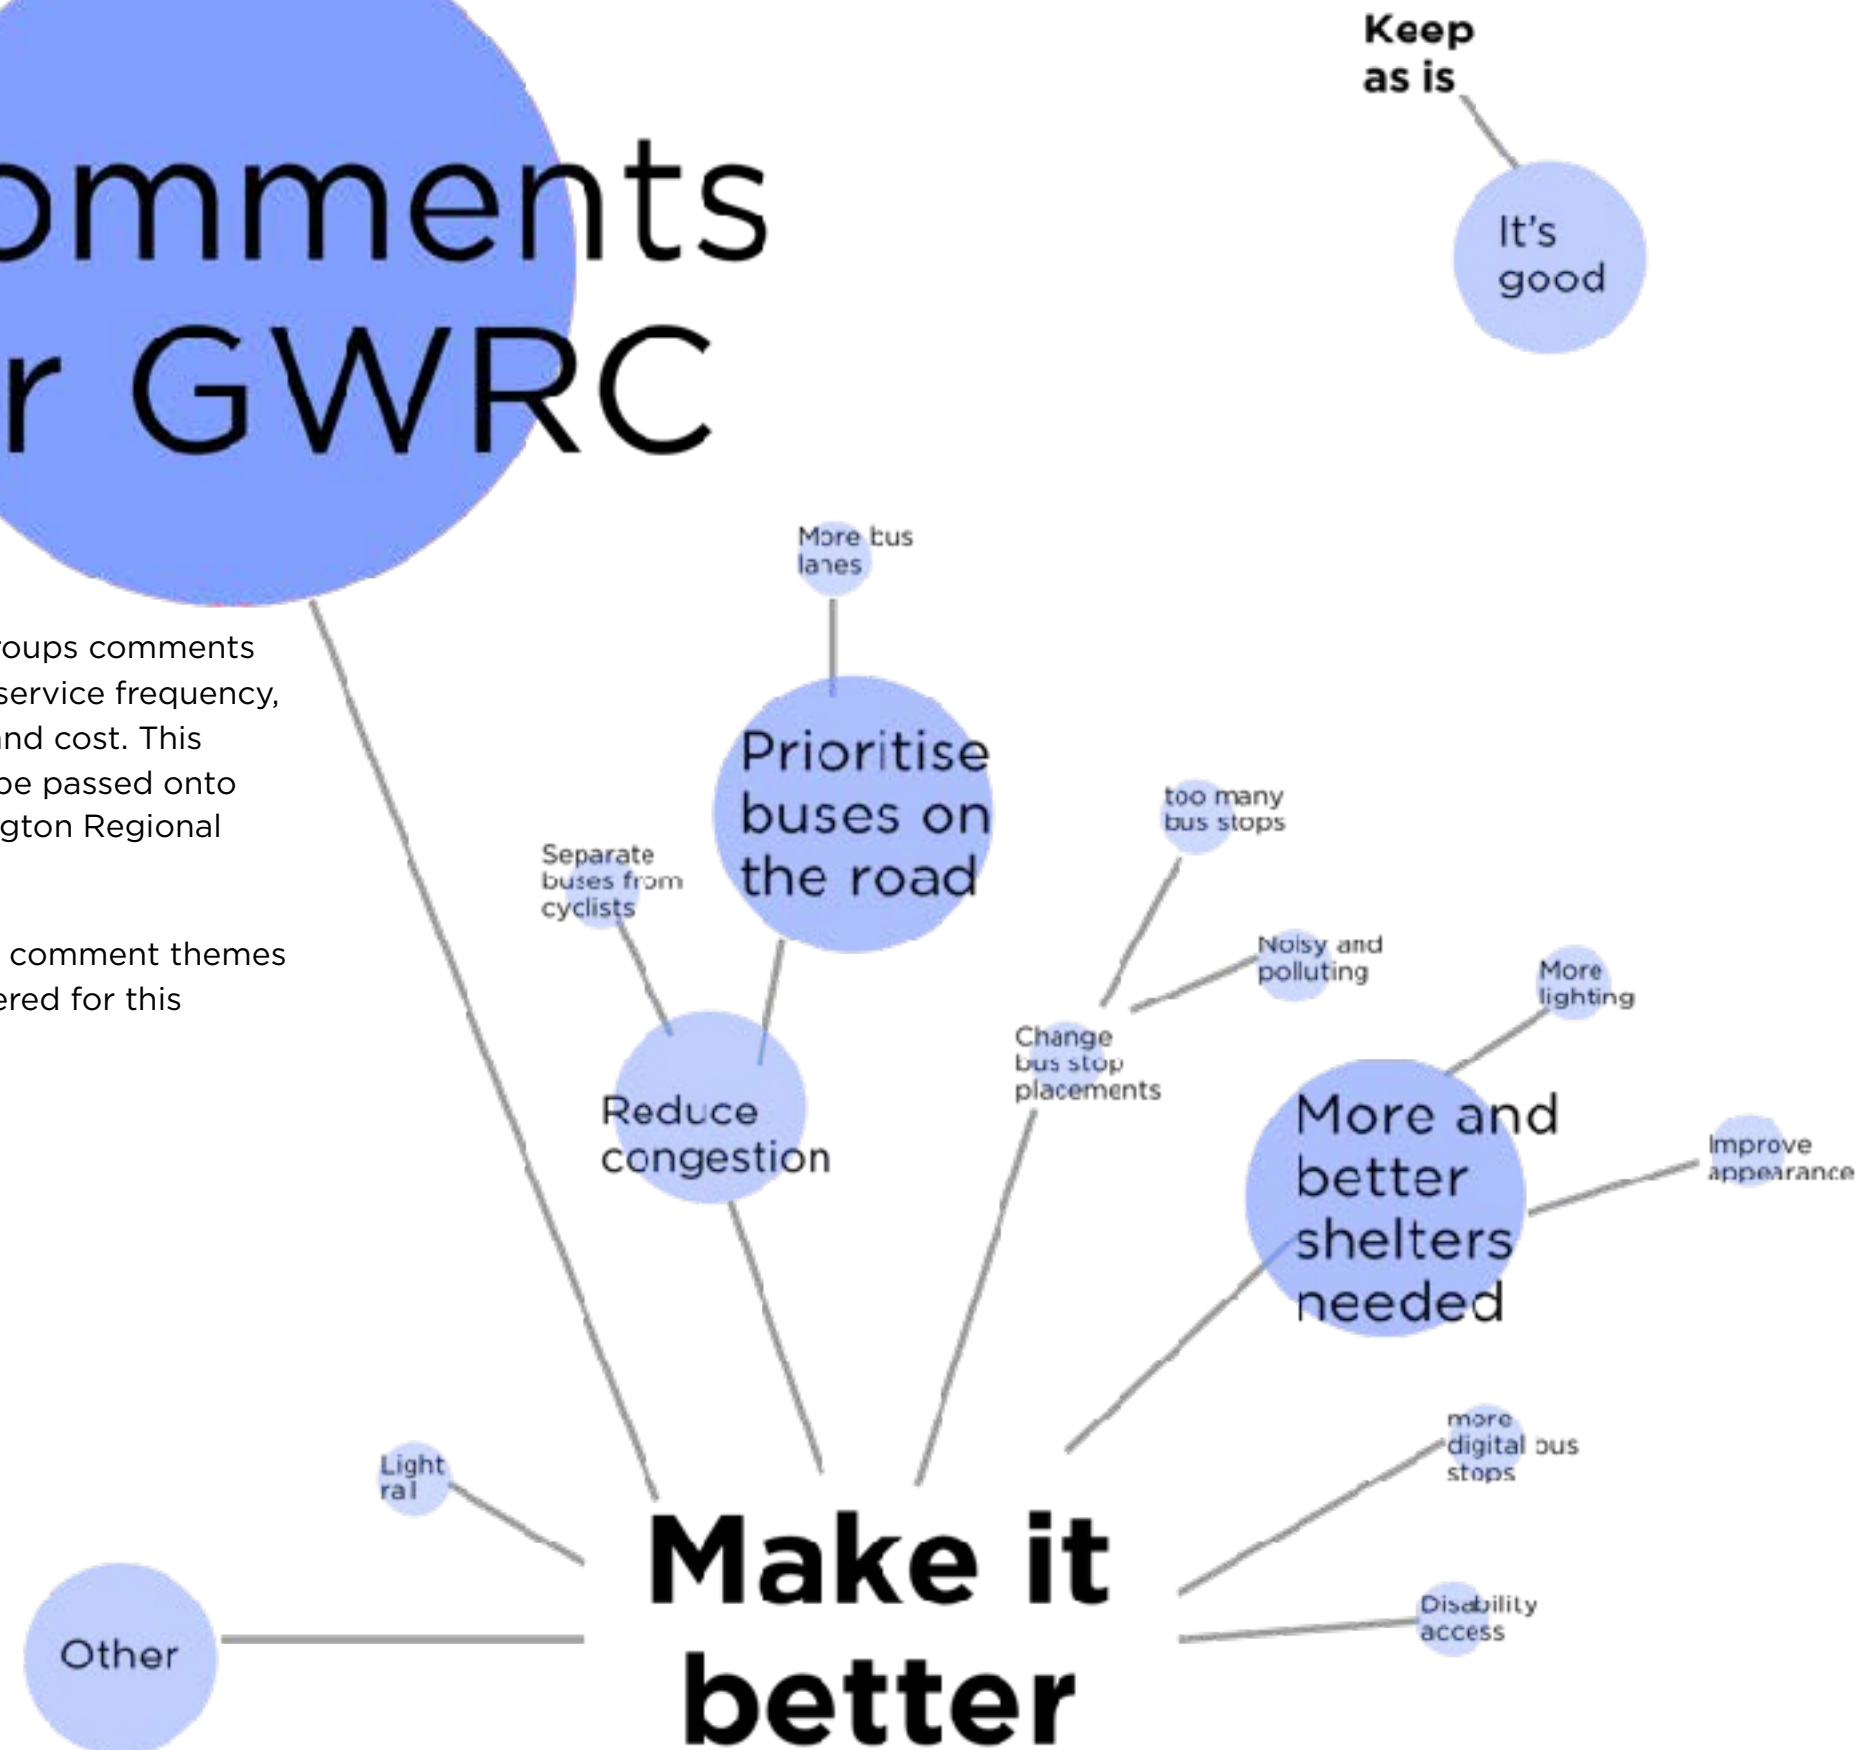 Keep
as is
It's
good
omments
r GWRC
roups comments
service frequency,
and cost. This
be passed onto
gton Regional
comment themes
ered for this
More bus
lanes
Prioritise
buses on
the road
Separate
buses from
cyclists
Reduce
congestion
too many
bus stops
Noisy and
polluting
Change
bus stop
placements
More
lighting
More and
better
shelters
needed
Improve
appearance
more
digital bus
stops
Disability
access
Light
rail
Other
Make it
better